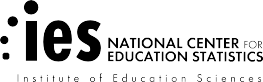 ies NATIONAL CENTER FOR
EDUCATION STATISTICS
Institute of Education Sciences